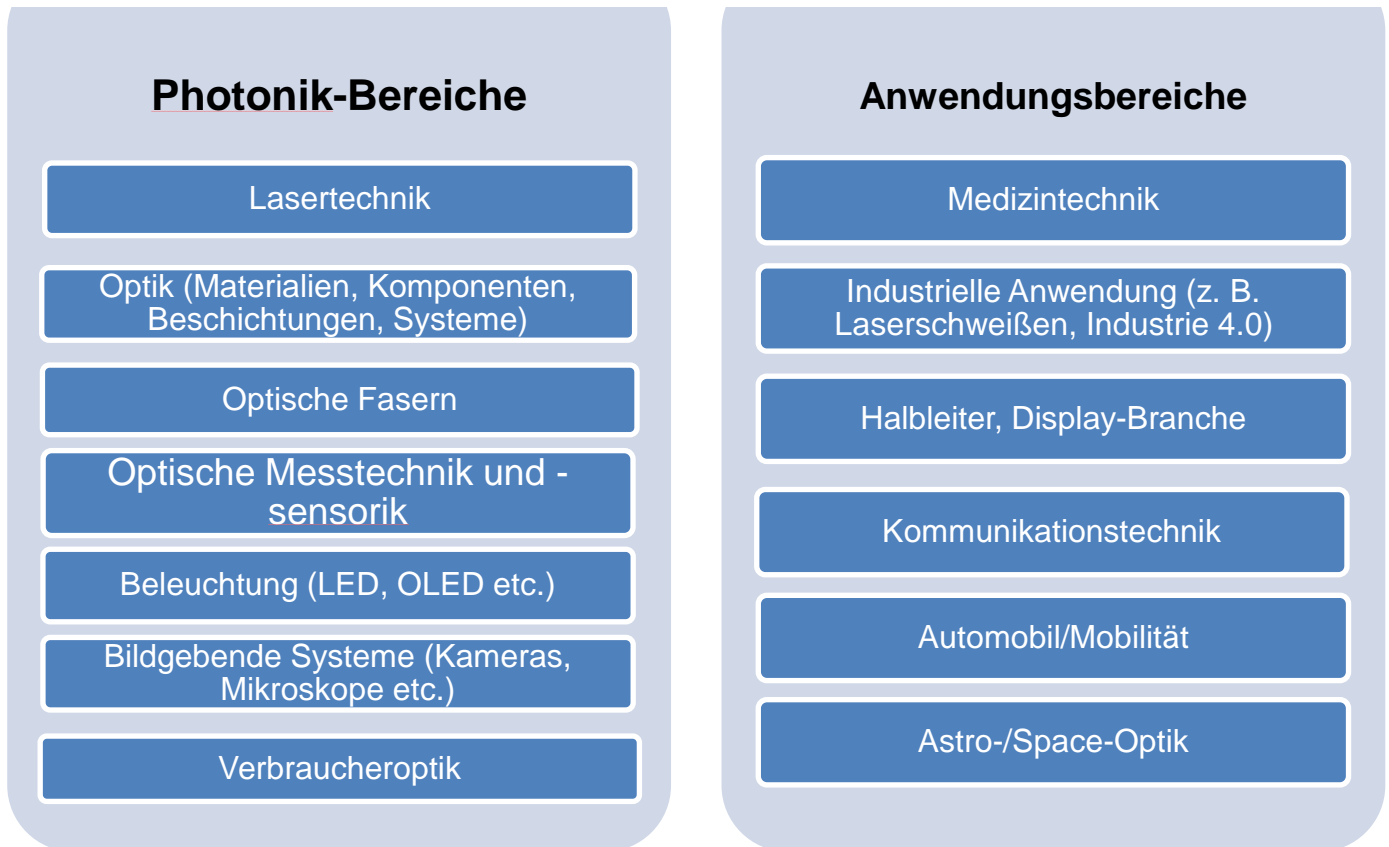 Photonik-Bereiche
Lasertechnik
Optik (Materialien, Komponenten,
Beschichtungen, Systeme)
Optische Fasern
Optische Messtechnik und -
sensorik
Beleuchtung (LED, OLED etc.)
Bildgebende Systeme (Kameras,
Mikroskope etc.)
Verbraucheroptik
Anwendungsbereiche
Medizintechnik
Industrielle Anwendung (z. B.
Laserschweißen, Industrie 4.0)
Halbleiter, Display-Branche
Kommunikationstechnik
Automobil/Mobilität
Astro-/Space-Optik